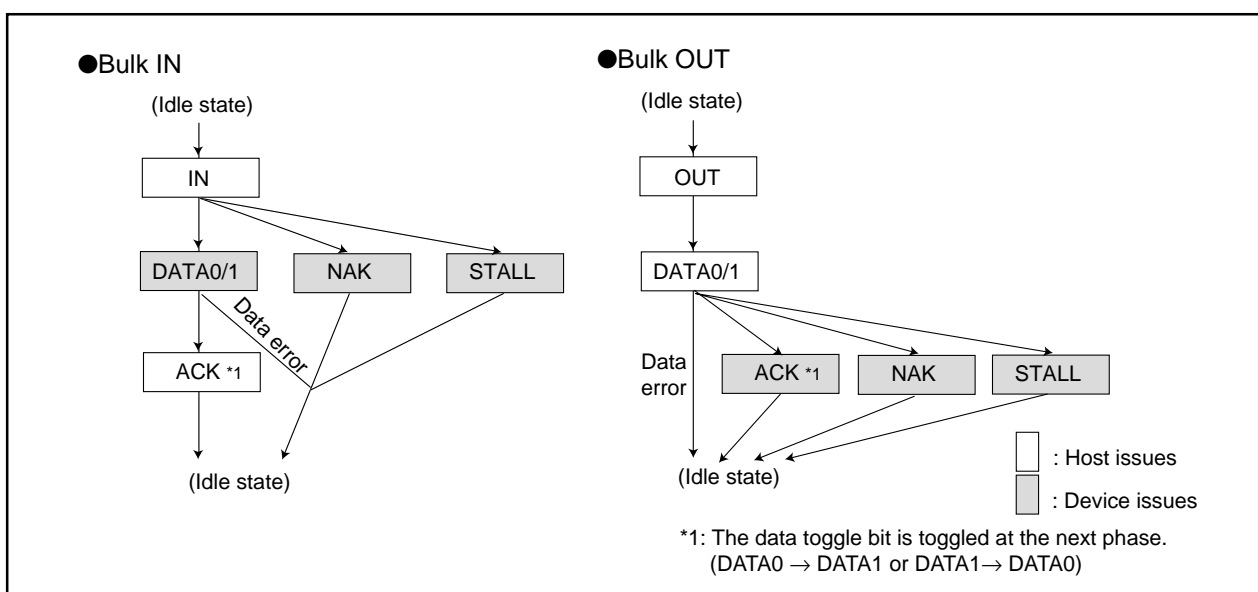 ●Bulk IN
(Idle state)
IN
DATA0/1
NAK
STALL
Data error
ACK *1
(Idle state)
●Bulk OUT
(Idle state)
OUT
DATA0/1
Data
error
ACK *1
NAK
STALL
(Idle state)
: Host issues
: Device issues
*1: The data toggle bit is toggled at the next phase.
(DATA0 → DATA1 or DATA1→ DATA0)